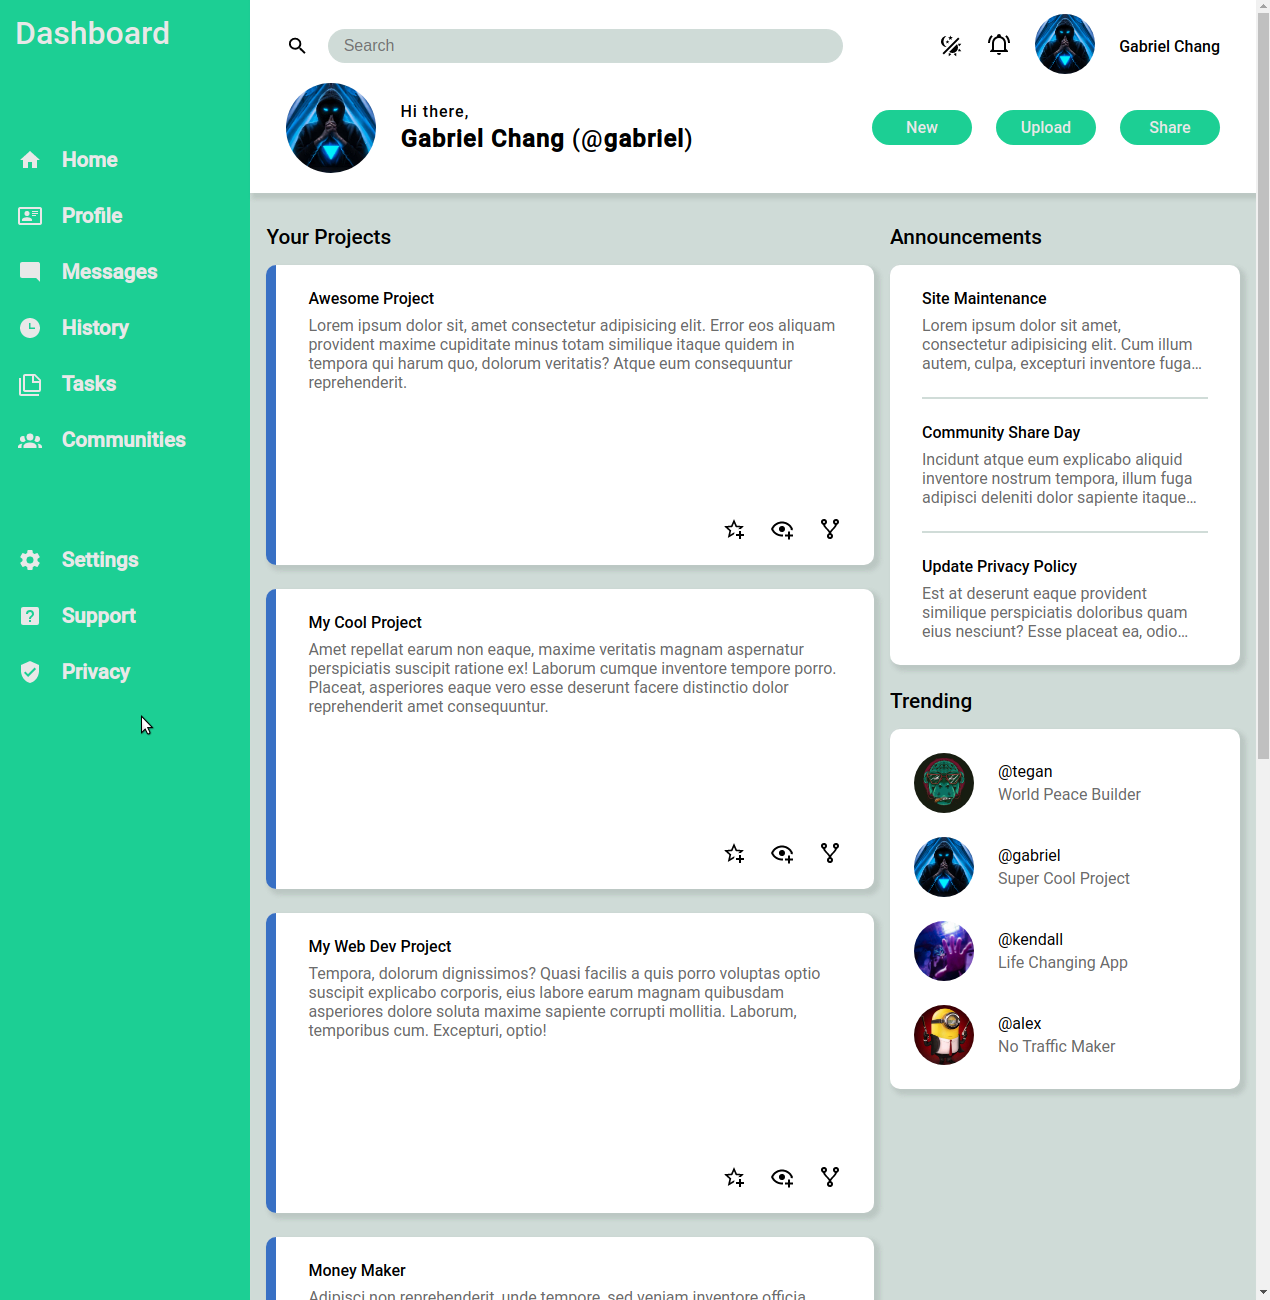 Dashboard
Home
Profile
Messages
History
Tasks
Communities
Settings
Support
Privacy
Search
Gabriel Chang
Hi there,
Gabriel Chang (@gabriel)
New
Upload
Share
Your Projects
Awesome Project
Lorem ipsum dolor sit, amet consectetur adipisicing elit. Error eos aliquam
provident maxime cupiditate minus totam similique itaque quidem in
tempora qui harum quo, dolorum veritatis? Atque eum consequuntur
reprehenderit.
My Cool Project
Amet repellat earum non eaque, maxime veritatis magnam aspernatur
perspiciatis suscipit ratione ex! Laborum cumque inventore tempore porro.
Placeat, asperiores eaque vero esse deserunt facere distinctio dolor
reprehenderit amet consequuntur.
My Web Dev Project
Tempora, dolorum dignissimos? Quasi facilis a quis porro voluptas optio
suscipit explicabo corporis, eius labore earum magnam quibusdam
asperiores dolore soluta maxime sapiente corrupti mollitia. Laborum,
temporibus cum. Excepturi, optio!
Money Maker
Adipisci non reprehenderit, unde tempore, sed veniam inventore officia
Announcements
Site Maintenance
Lorem ipsum dolor sit amet,
consectetur adipisicing elit. Cum illum
autem, culpa, excepturi inventore fuga…
Community Share Day
Incidunt atque eum explicabo aliquid
inventore nostrum tempora, illum fuga
adipisci deleniti dolor sapiente itaque…
Update Privacy Policy
Est at deserunt eaque provident
similique perspiciatis doloribus quam
eius nesciunt? Esse placeat ea, odio…
Trending
@tegan
World Peace Builder
@gabriel
Super Cool Project
@kendall
Life Changing App
@alex
No Traffic Maker